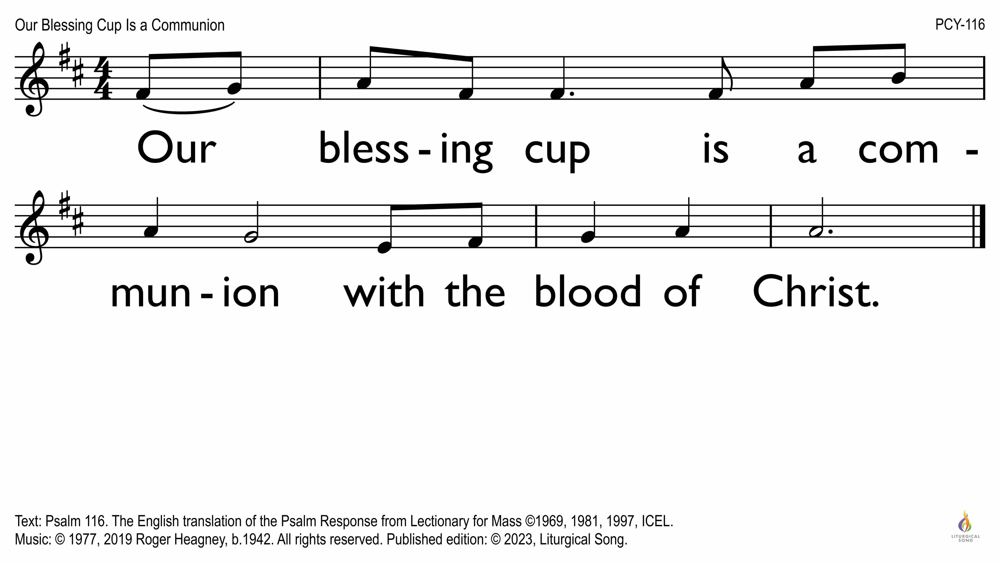 Our Blessing Cup Is a Communion PCY-116
4
4
Our bless - ing cup is a com -
mun - ion with the blood of Christ.
Text: Psalm 116. The English translation of the Psalm Response from Lectionary for Mass ©1969, 1981, 1997, ICEL.
Music: © 1977, 2019 Roger Heagney, b.1942. All rights reserved. Published edition: © 2023, Liturgical Song.
LITURGICAL
SONG